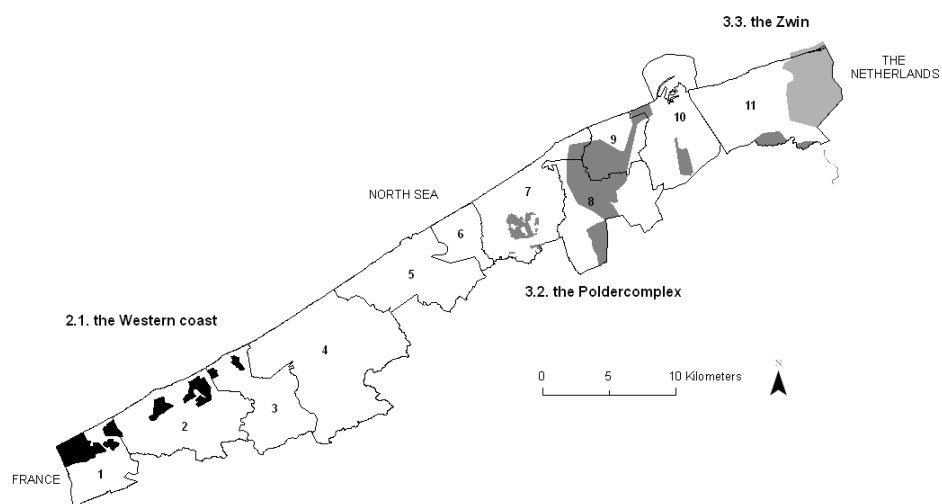 3.3. the Zwin
THE
NETHERLANDS
11
10
9
NORTH SEA
7
8
6
5
3.2. the Poldercomplex
2.1. the Western coast
4
N
0 5 10 Kilometers
3
2
1
FRANCE